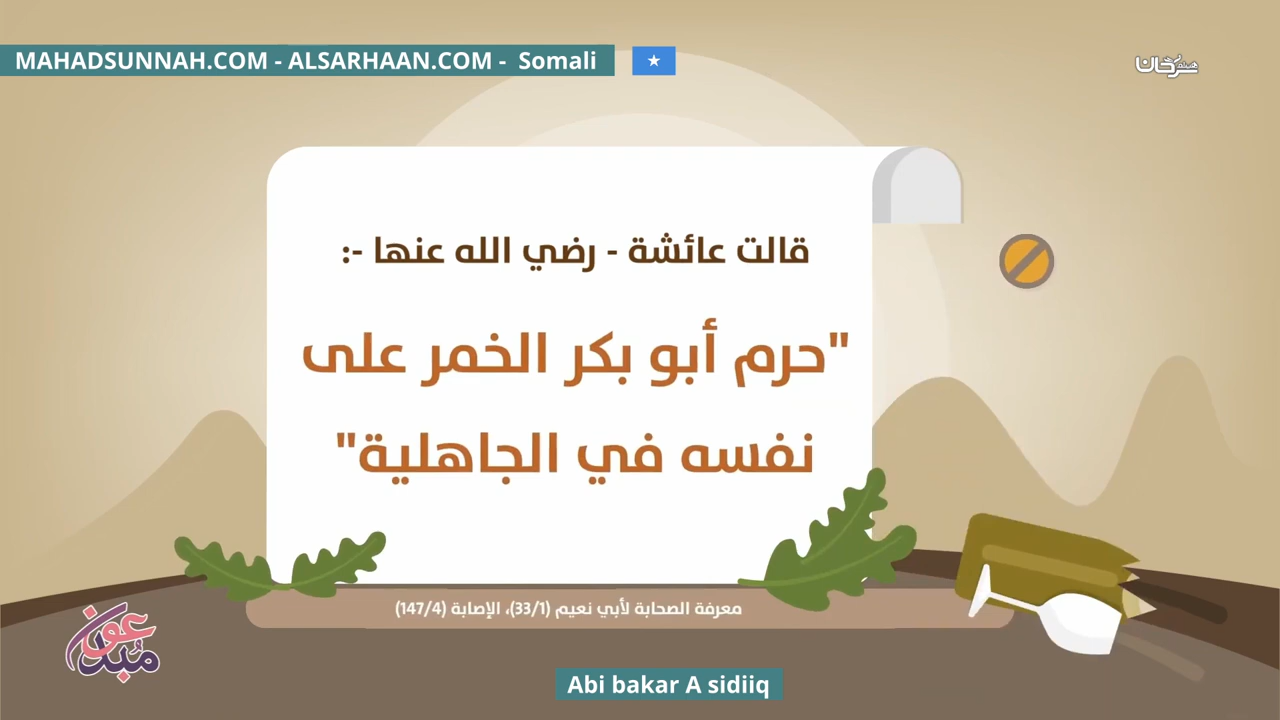 MAHADSUNNAH.COM - ALSARHAAN.COM - Somali
قالت عائشة - رضي الله عنها -:
"حرم أبو بكر الخمر على
نفسه في الجاهلية"
معرفة الصحابة لأبي نعيم (33/1)، الإصابة (147/4)
مبدعون
Abi bakar A sidiiq